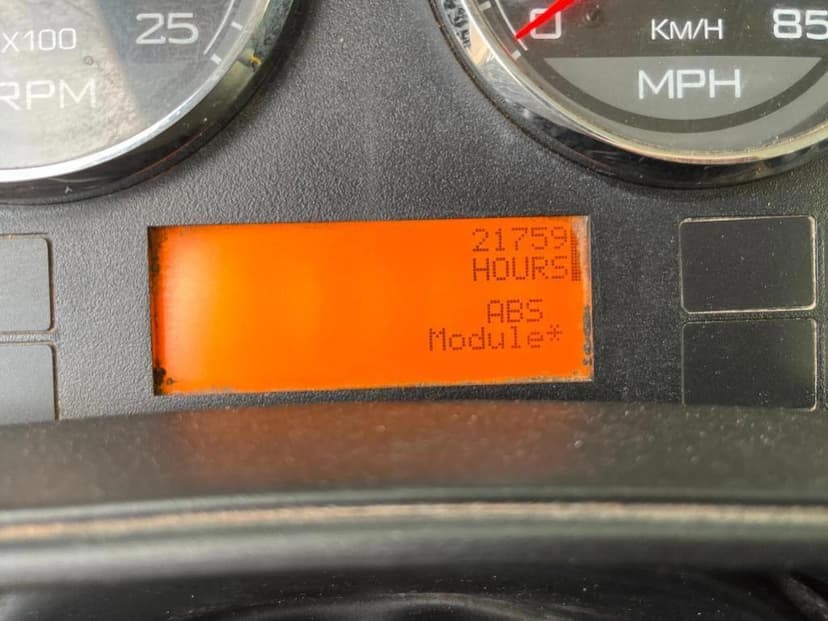 X100
25
RPM
0
KM/H
85
MPH
21759
HOURS
ABS
Module*